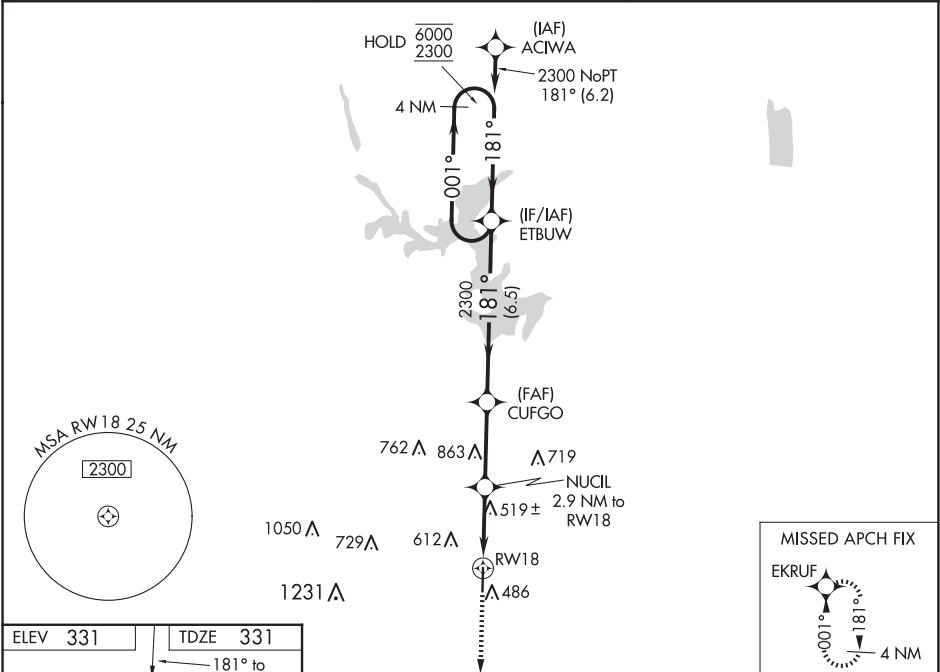 HOLD 6000
2300
(IAF)
ACIWA
2300 NoPT
181° (6.2)
4 NM
001°
181°
(IF/IAF)
ETBUW
2300
181°
(6.5)
(FAF)
CUFGO
MSA RW18 25 NM
2300
762
863
719
NUCIL
2.9 NM to
RW18
519±
1050
729
612
RW18
1231
486
MISSED APCH FIX
EKRUF
001°
181°
4 NM
ELEV 331
TDZE 331
181° to